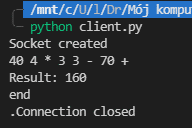 /mnt/c/U/l/Dr/Mój kompu
python client.py
Socket created
40 4 * 3 3 - 70 +
Result: 160
end
.Connection closed